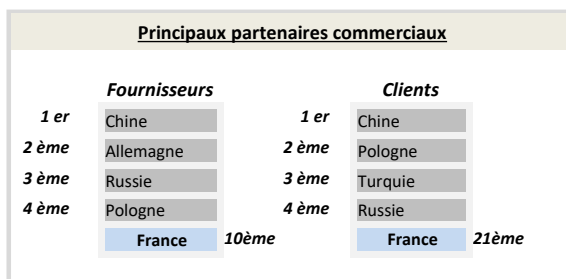 Principaux partenaires commerciaux
Fournisseurs Clients
1 er Chine 1 er Chine
2 ème Allemagne 2 ème Pologne
3 ème Russie 3 ème Turquie
4 ème Pologne 4 ème Russie
France 10ème France 21ème